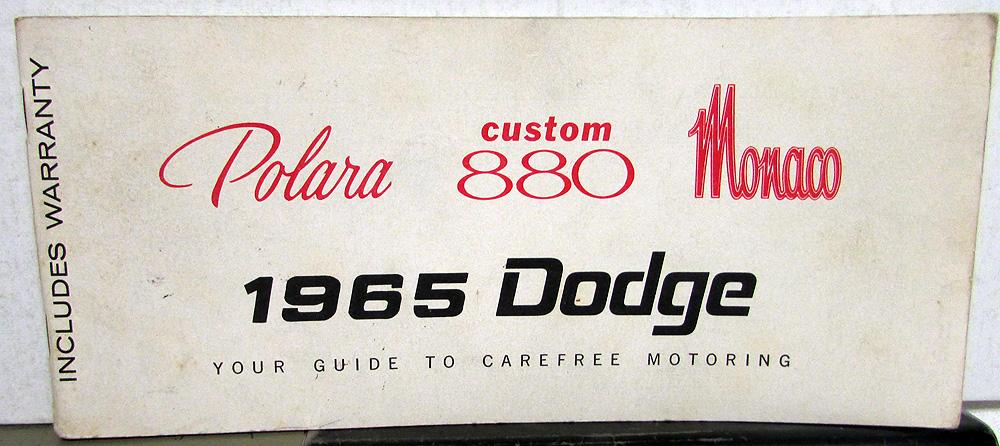 INCLUDES WARRANTY
Polara
custom
880
Monaco
1965 Dodge
YOUR GUIDE TO CAREFREE MOTORING